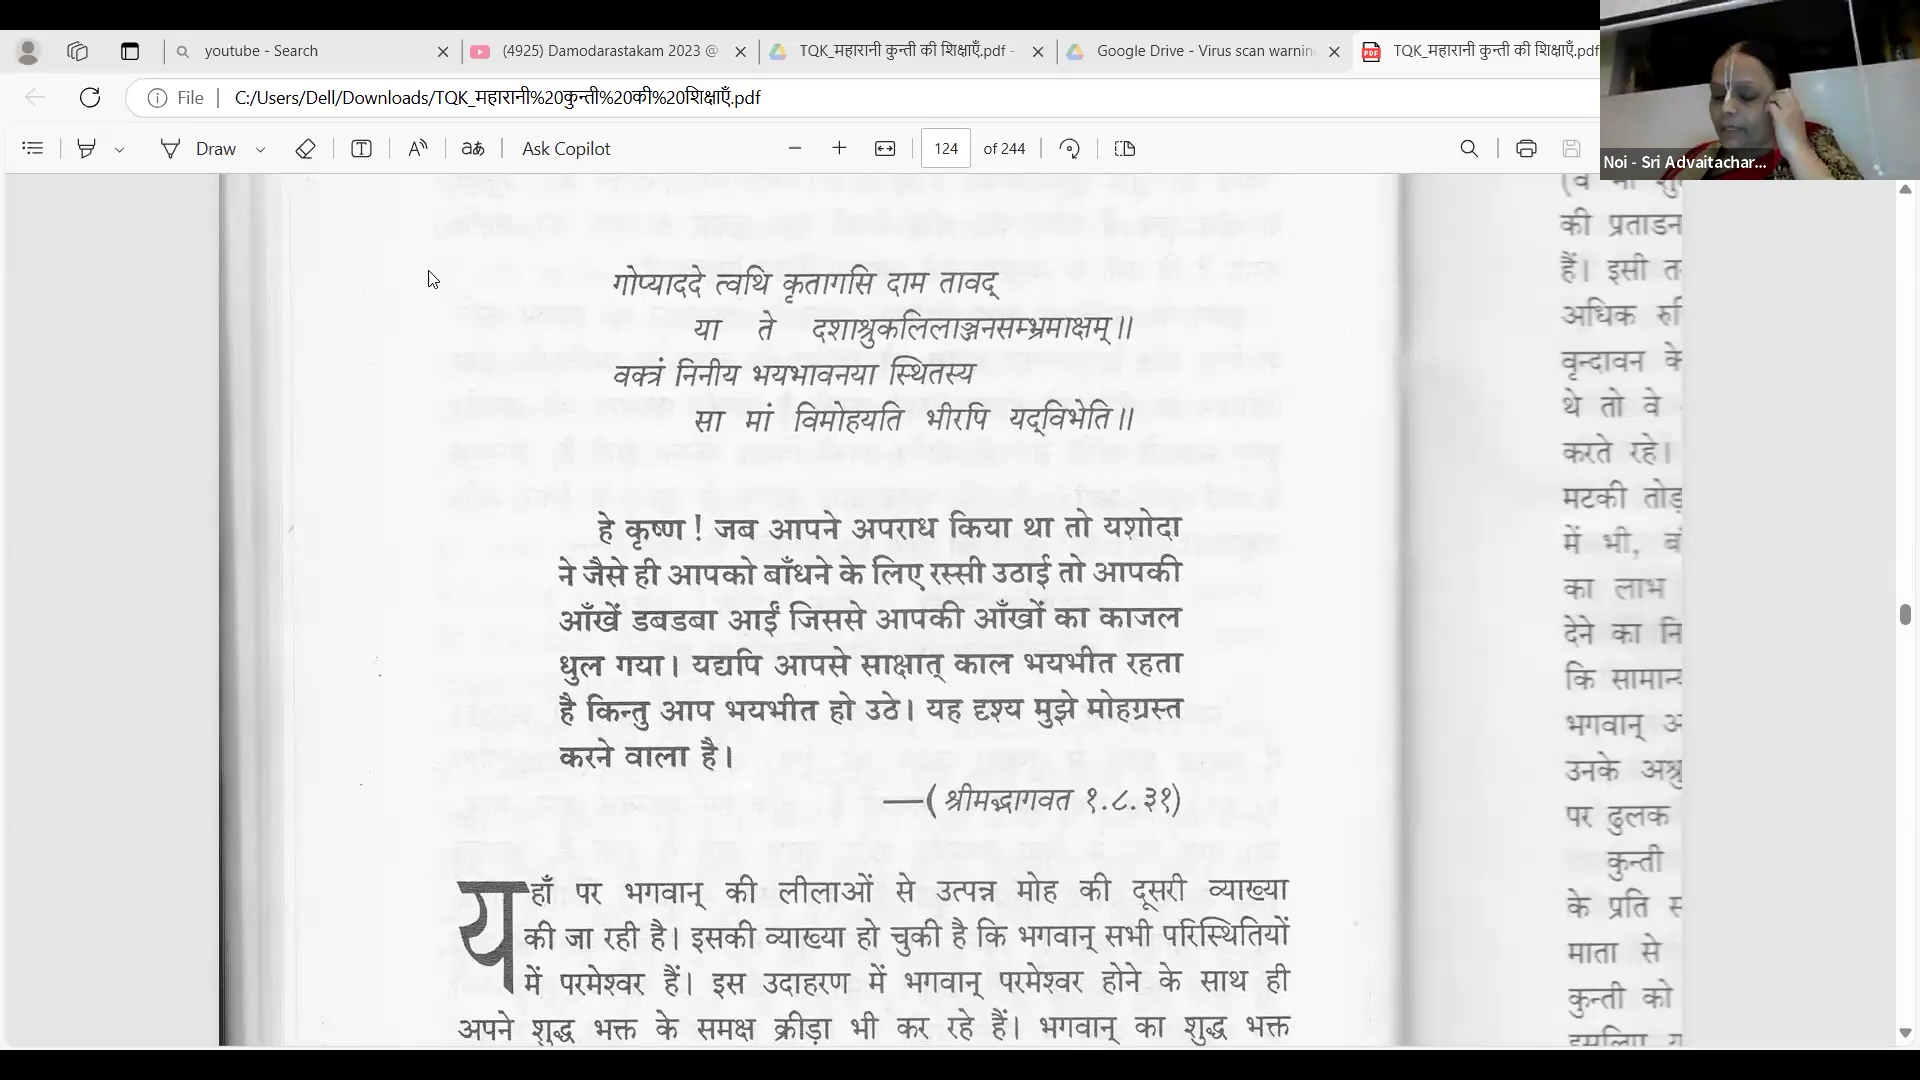 youtube - Search
(4925) Damodarastakam 2023 @
TQK_महारानी कुन्ती की शिक्षाएँ.pdf -
Google Drive - Virus scan warnin
TQK_महारानी कुन्ती की शिक्षाएँ.pdf
File
C:/Users/Dell/Downloads/TQK_महारानी%20कुन्ती%20की%20शिक्षाएँ.pdf
Draw
Ask Copilot
124 of 244
Noi - Sri Advaitachar...
गोप्याददे त्वथि कृतागसि दाम तावद्
या ते दशाश्रुकलिलाञ्जनसम्भ्रमाक्षम्॥
वक्त्रं निनीय भयभावनया स्थितस्य
सा मां विमोहयति भीरपि यद्‌विभेति॥
हे कृष्ण ! जब आपने अपराध किया था तो यशोदा
ने जैसे ही आपको बाँधने के लिए रस्सी उठाई तो आपकी
आँखें डबडबा आईं जिससे आपकी आँखों का काजल
धुल गया। यद्यपि आपसे साक्षात् काल भयभीत रहता
है किन्तु आप भयभीत हो उठे। यह दृश्य मुझे मोहग्रस्त
करने वाला है।
—( श्रीमद्भागवत १.८.३१)
यहाँ पर भगवान् की लीलाओं से उत्पन्न मोह की दूसरी व्याख्या
की जा रही है। इसकी व्याख्या हो चुकी है कि भगवान् सभी परिस्थितियों
में परमेश्वर हैं। इस उदाहरण में भगवान् परमेश्वर होने के साथ ही
अपने शुद्ध भक्त के समक्ष क्रीड़ा भी कर रहे हैं। भगवान् का शुद्ध भक्त
की प्रताडन
हैं। इसी
अधिक
वृन्दावन के
थे तो वे
करते रहे।
मटकी तोड़
में भी,
का लाभ
देने का
कि सामान्
भगवान्
उनके अश्रु
पर ढुलक
कुन्ती
के प्रति
माता से
कुन्ती को